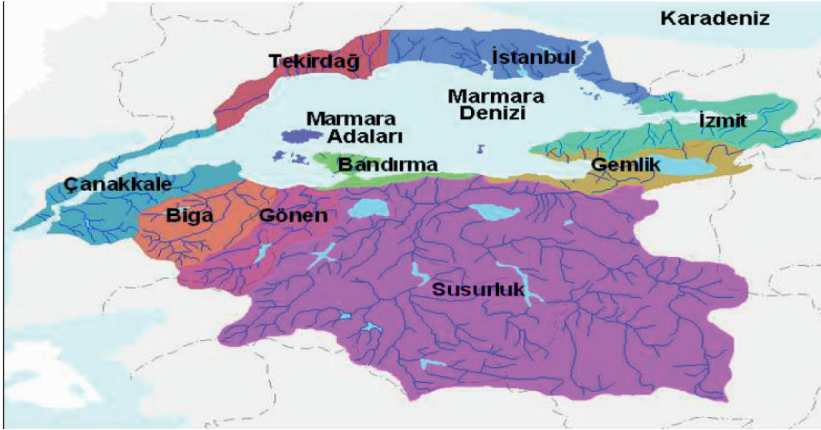 Karadeniz
Tekirdağ
İstanbul
Marmara
Denizi
Marmara
Adaları
İzmit
Bandırma
Gemlik
Çanakkale
Biga
Gönen
Susurluk